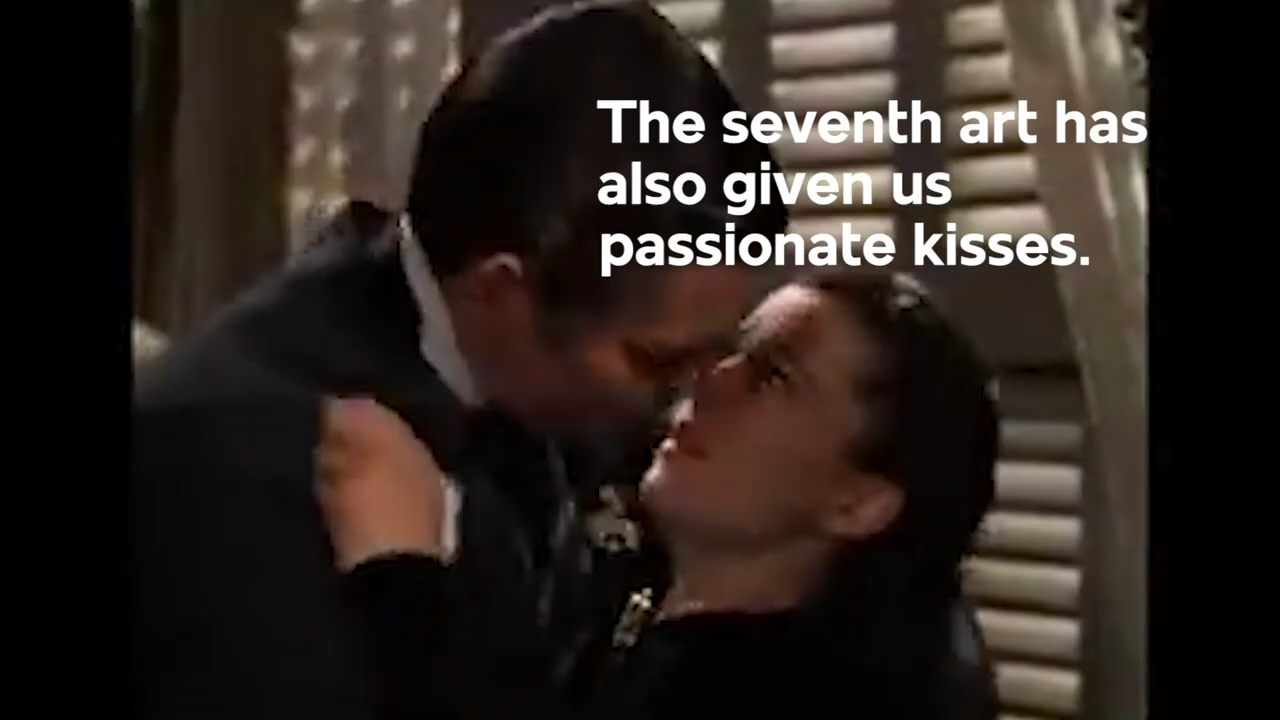 The seventh art has
also given us
passionate kisses.